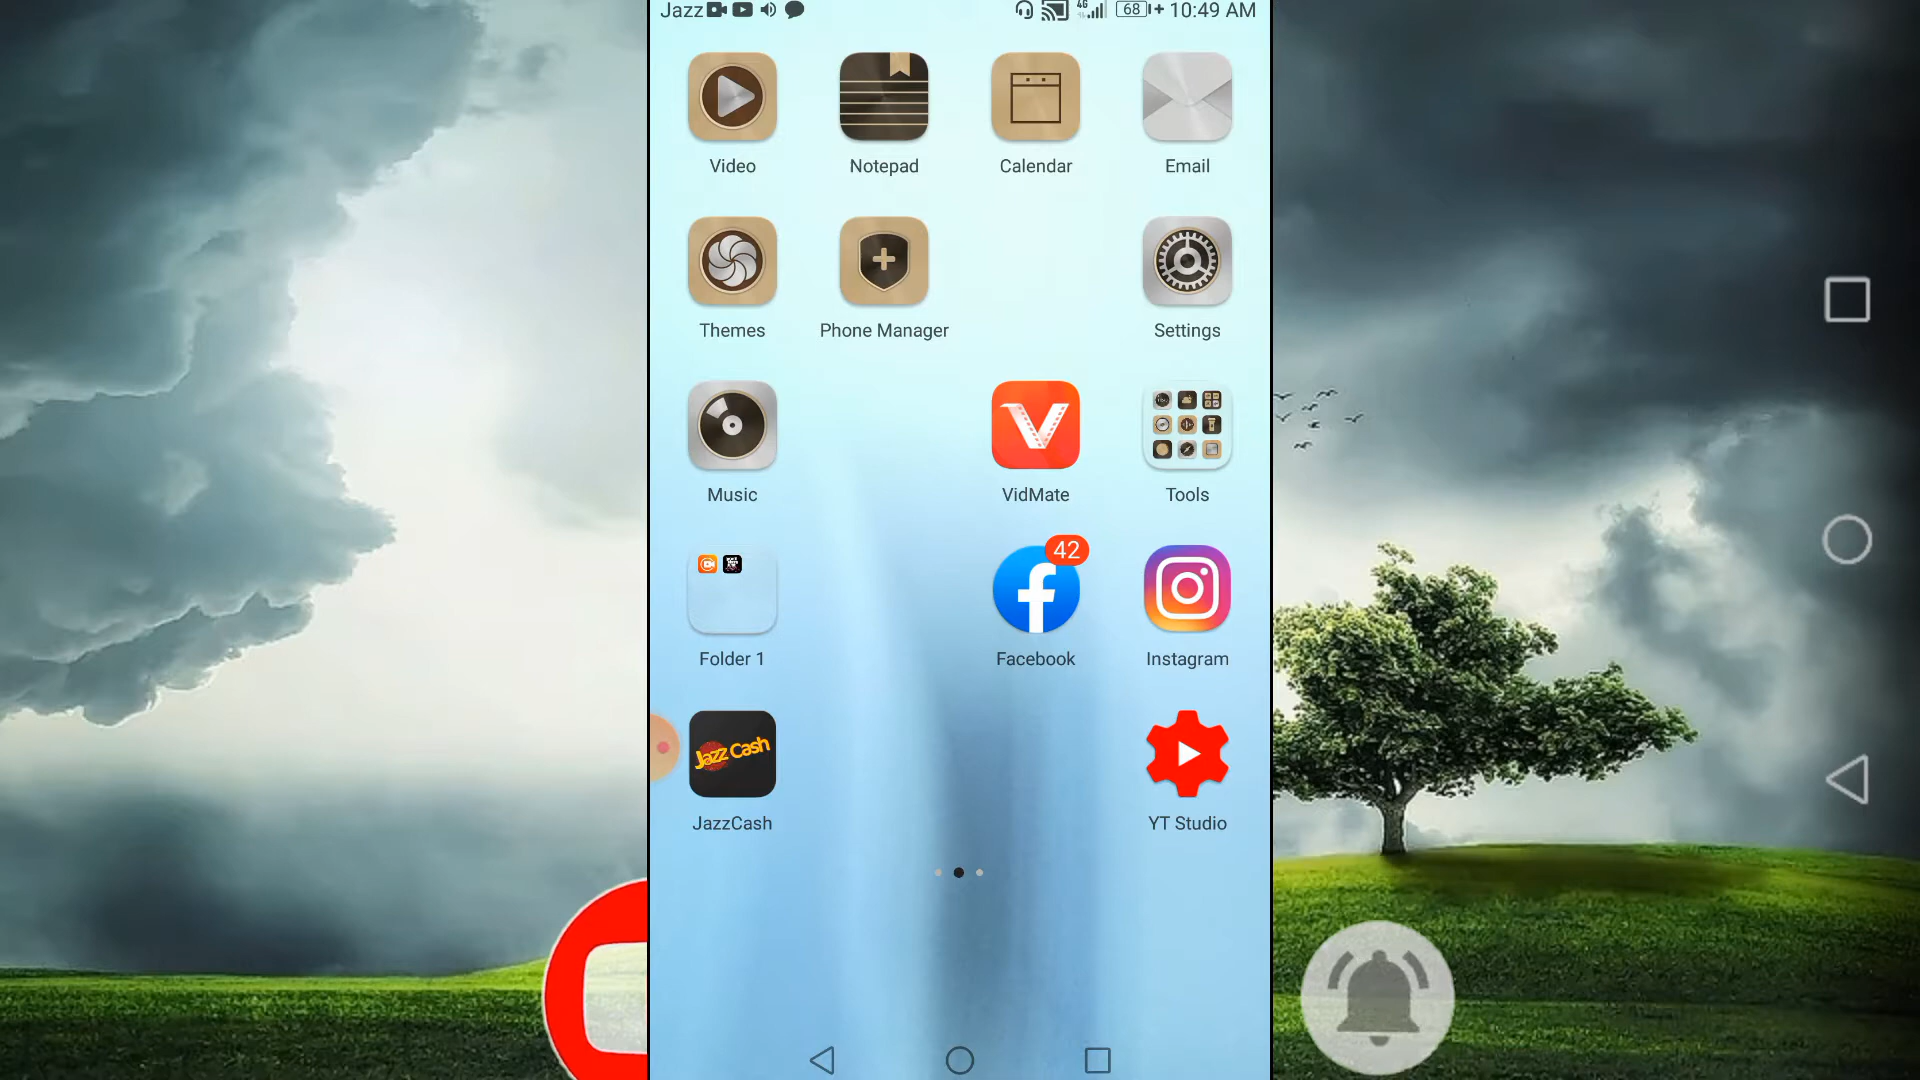 Jazz 4G 68 + 10:49 AM
Video Notepad Calendar Email
Themes Phone Manager Settings
Music VidMate Tools
42
Folder 1 Facebook Instagram
Jazz Cash
JazzCash YT Studio